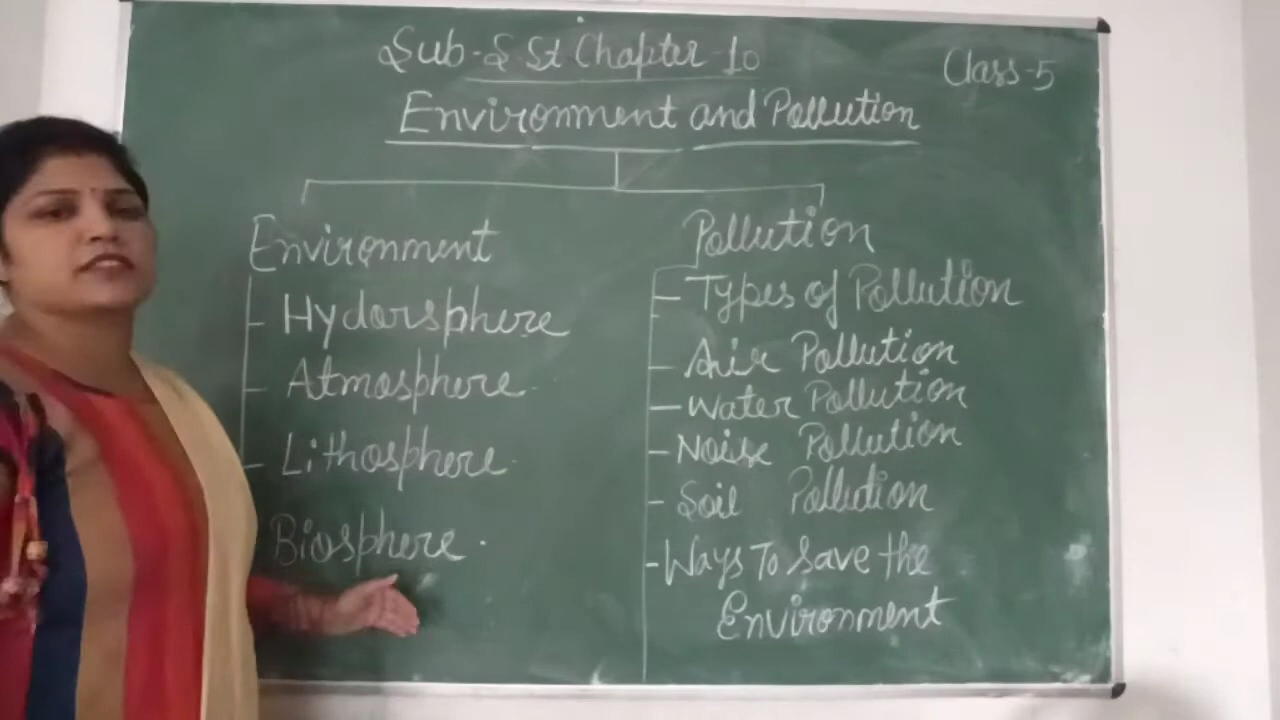 Sub-S St Chapter-10
Class-5
Environment and Pollution
Environment
Hydorsphere
Atmosphere
Lithosphere
Biosphere
Pollution
Types of Pollution
Air Pollution
Water Pollution
Noise Pollution
Soil Pollution
Ways To Save the
Environment